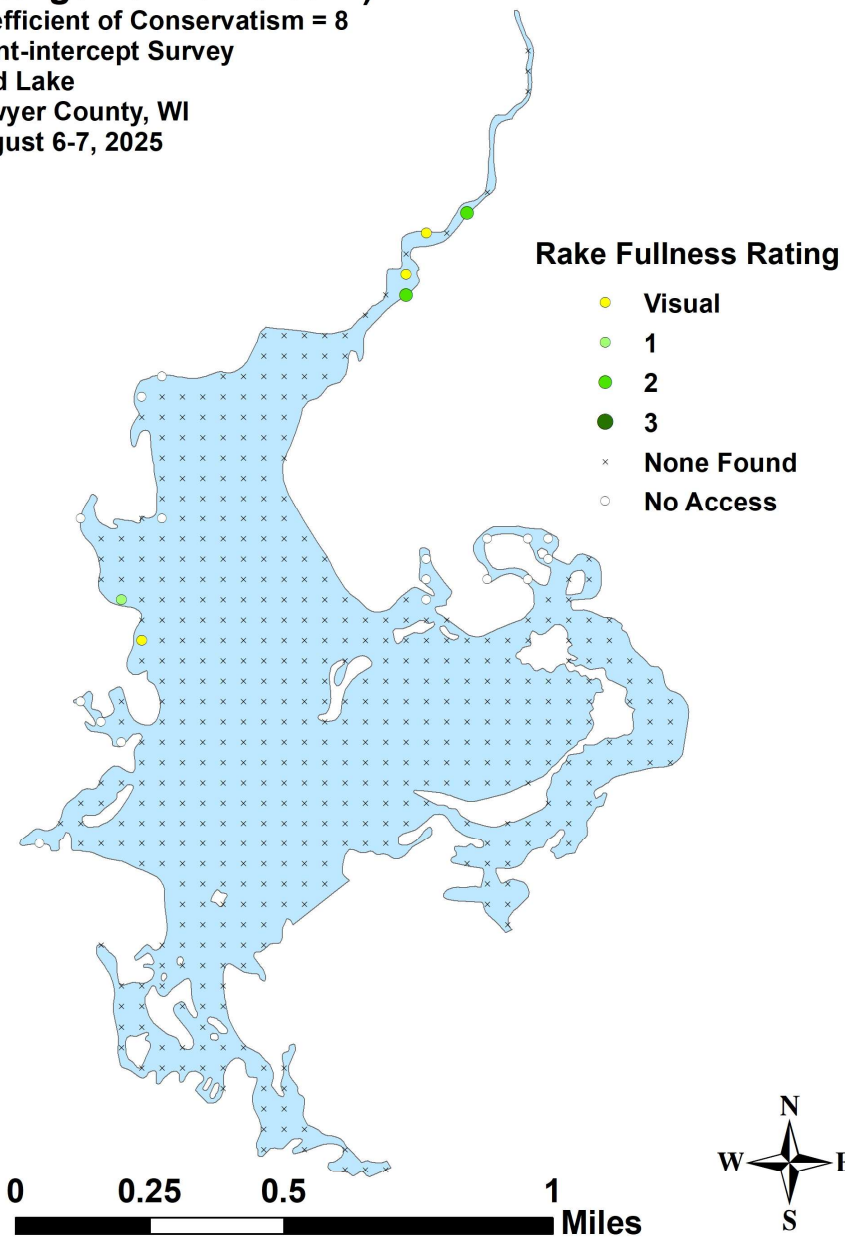 efficient of Conservatism = 8
nt-intercept Survey
d Lake
yer County, WI
gust 6-7, 2025
Rake Fullness Rating
Visual
1
2
3
None Found
No Access
N
W
S
0 0.25 0.5 1
Miles